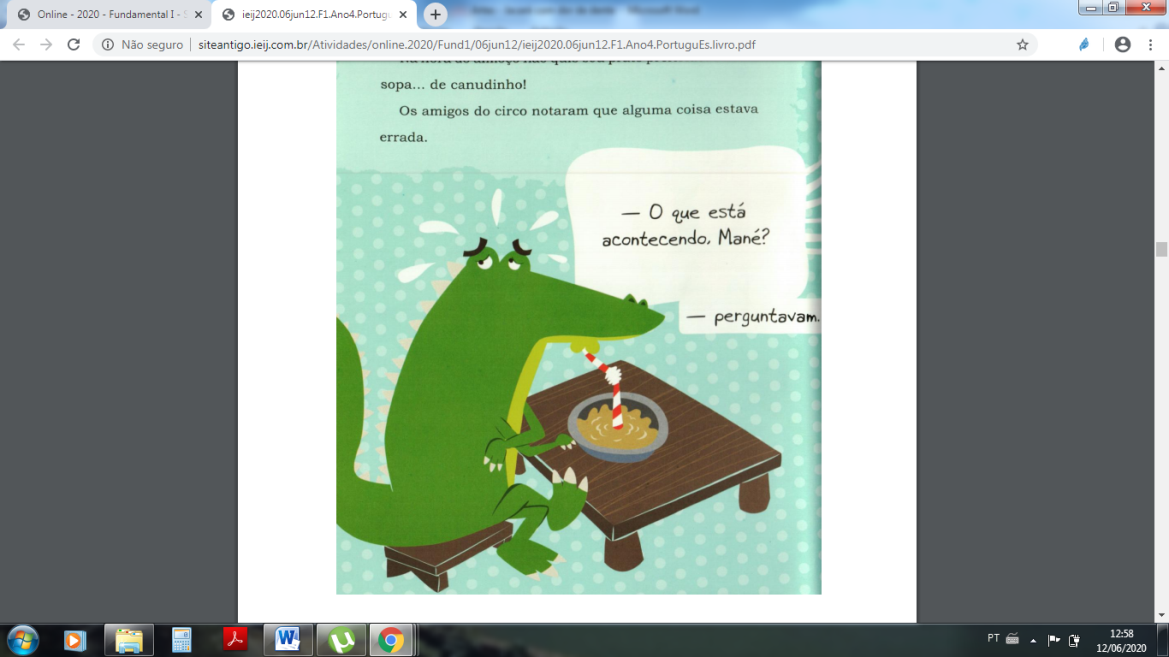 Online - 2020 - Fundamental I -
ieij2020.06jun12.F1.Ano4.Portugu
Não seguro
siteantigo.ieij.com.br/Atividades/online.2020/Fund1/06jun12/ieij2020.06jun12.F1.Ano4.PortuguEs.livro.pdf
sopa... de canudinho!
Os amigos do circo notaram que alguma coisa estava
errada.
— O que está
acontecendo, Mané?
— perguntavam.
PT
12:58
12/06/2020